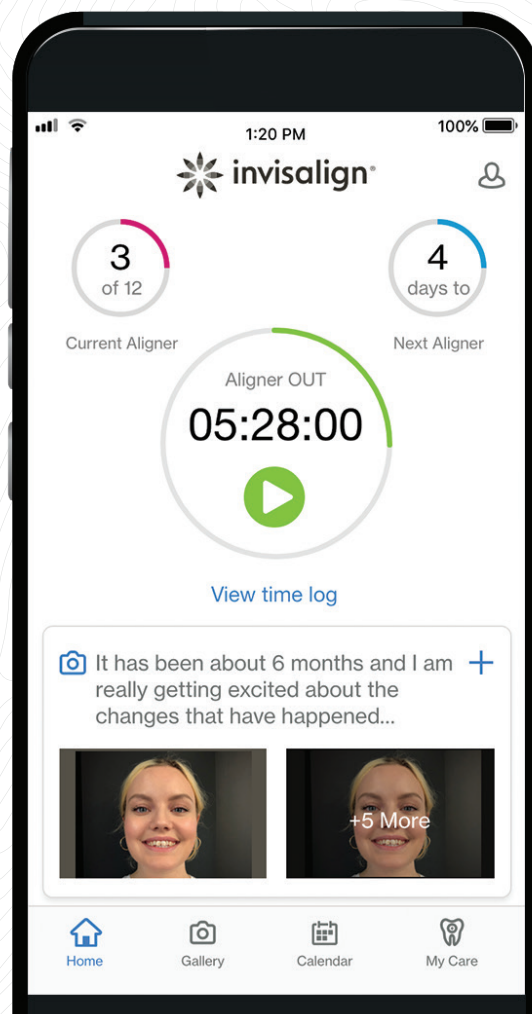 1:20 PM
100%
invisalign®
3
of 12
Current Aligner
4
days to
Next Aligner
Aligner OUT
05:28:00
View time log
It has been about 6 months and I am
really getting excited about the
changes that have happened...
+5 More
Home
Gallery
Calendar
My Care